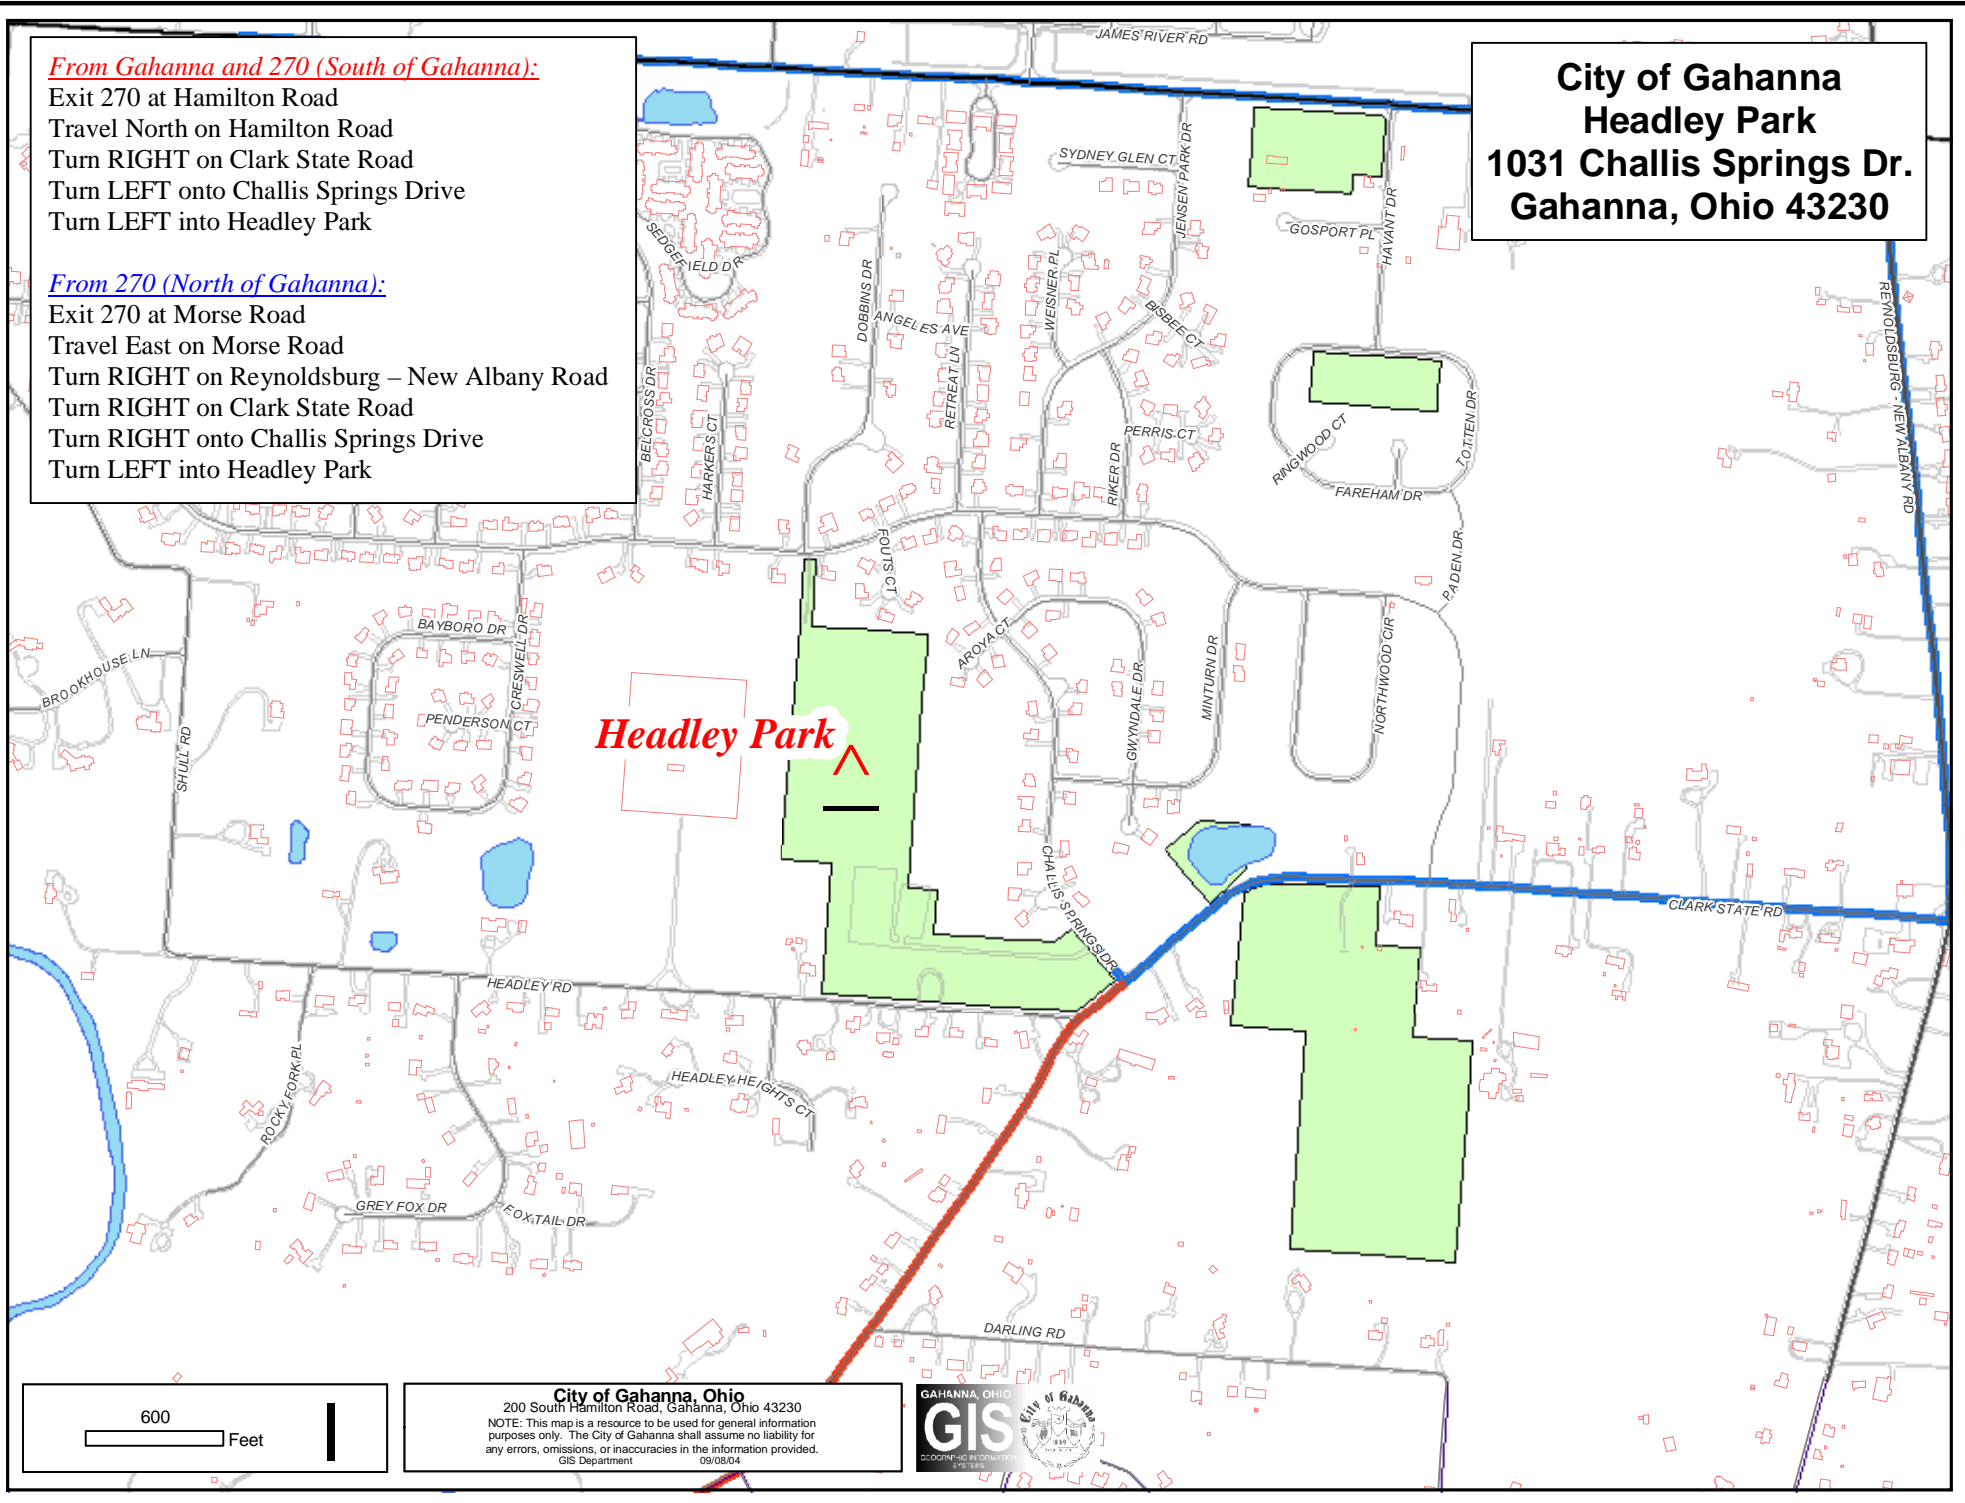 From Gahanna and 270 (South of Gahanna):
Exit 270 at Hamilton Road
Travel North on Hamilton Road
Turn RIGHT on Clark State Road
Turn LEFT onto Challis Springs Drive
Turn LEFT into Headley Park
From 270 (North of Gahanna):
Exit 270 at Morse Road
Travel East on Morse Road
Turn RIGHT on Reynoldsburg – New Albany Road
Turn RIGHT on Clark State Road
Turn RIGHT onto Challis Springs Drive
Turn LEFT into Headley Park
City of Gahanna
Headley Park
1031 Challis Springs Dr.
Gahanna, Ohio 43230
JAMES RIVER RD
SYDNEY GLEN CT
JENSEN PARK DR
HAVANT DR
GOSPORT PL
SEDGEFIELD DR
DOBBINS DR
ANGELES AVE
WEISNER PL
BISBEE CT
REYNOLDSBURG - NEW ALBANY RD
BELCROSS DR
HARKERS CT
RETREAT LN
RIKER DR
PERRIS CT
RINGWOOD CT
TOTTEN DR
FAREHAM DR
FOUTS CT
PADEN DR
BAYBORO DR
CRESWELL DR
AROYA CT
BROOKHOUSE LN
PENDERSON CT
SHULL RD
GWYNDALE DR
MINTURN DR
NORTHWOOD CIR
Headley Park
CHALLIS SPRINGS DR
CLARK STATE RD
HEADLEY RD
ROCKY FORK PL
HEADLEY HEIGHTS CT
GREY FOX DR
FOXTAIL DR
DARLING RD
600
Feet
City of Gahanna, Ohio
200 South Hamilton Road, Gahanna, Ohio 43230
NOTE: This map is a resource to be used for general information
purposes only. The City of Gahanna shall assume no liability for
any errors, omissions, or inaccuracies in the information provided.
GIS Department 09/08/04
GAHANNA, OHIO
GIS
GEOGRAPHIC INFORMATION
SYSTEMS
City of Gahanna